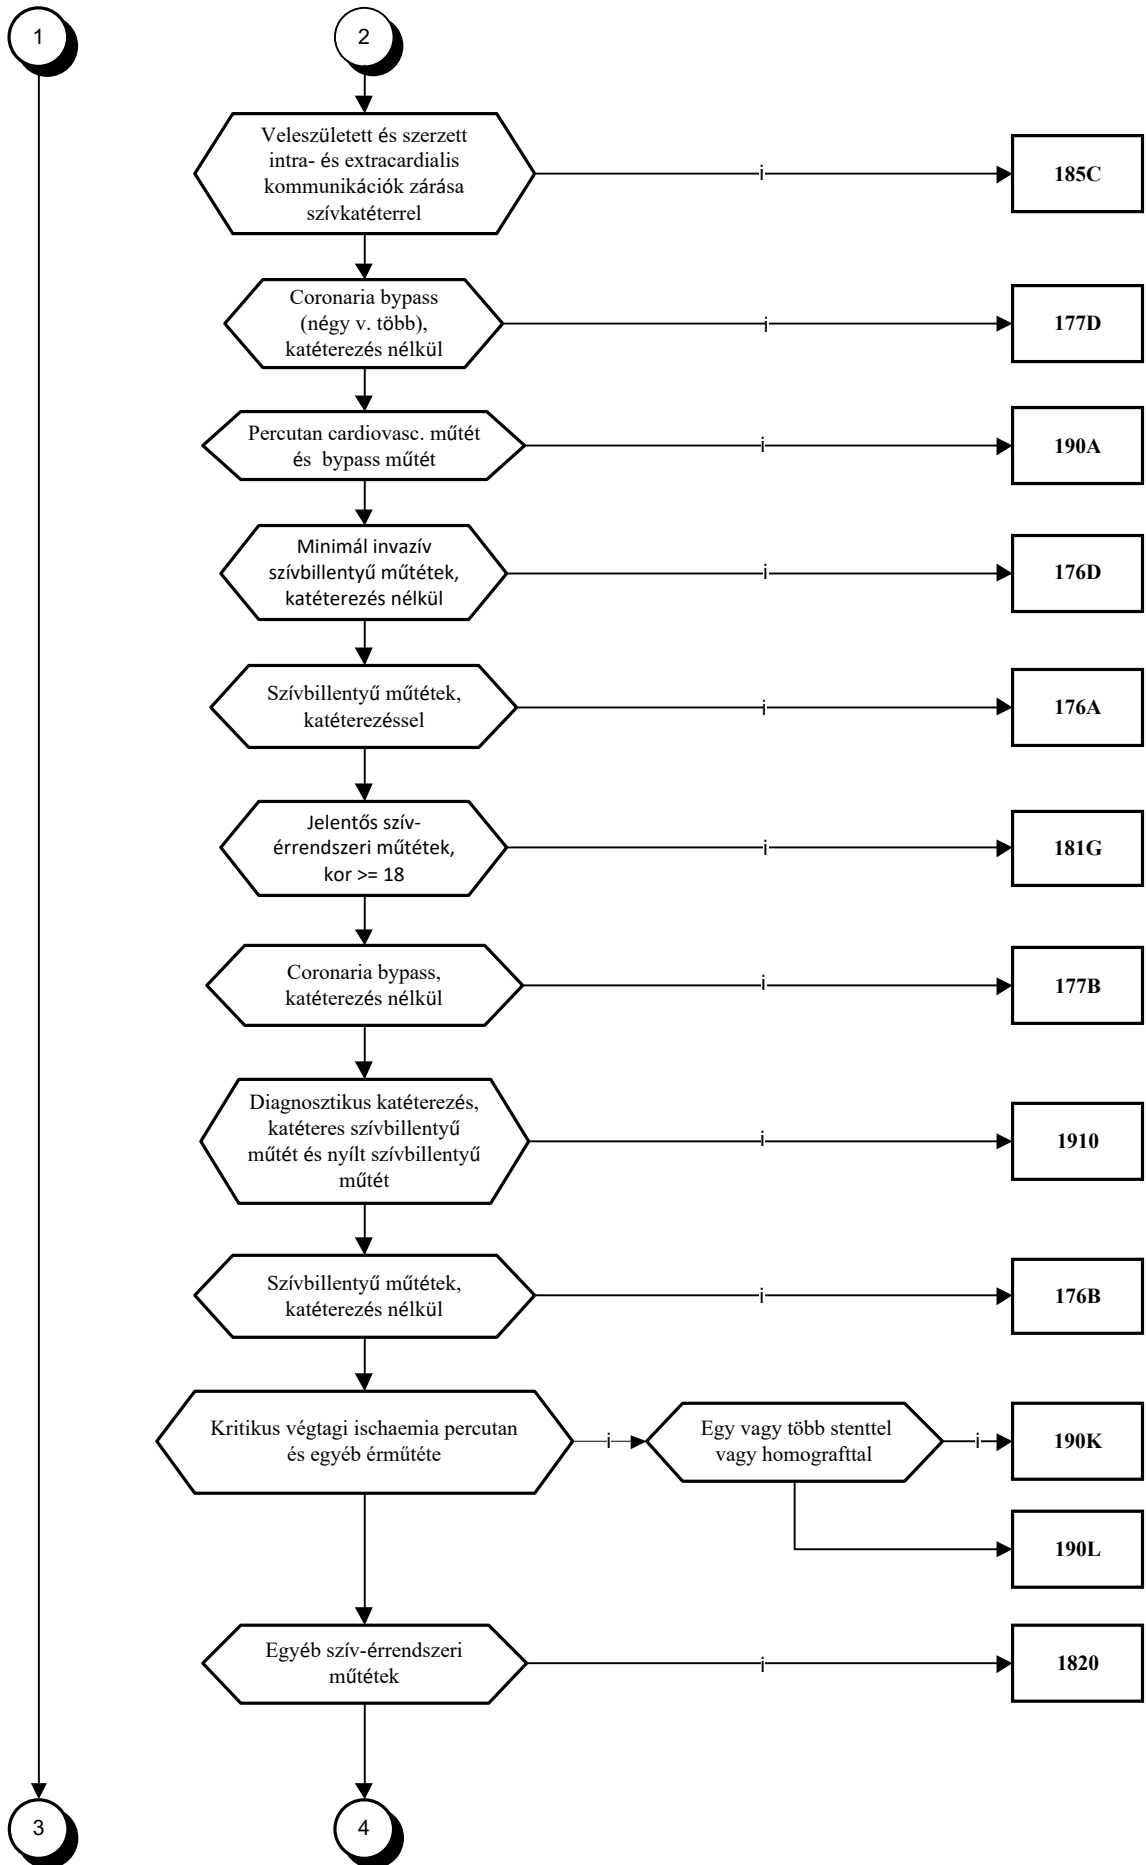 1
2
Veleszületett és szerzett
intra- és extracardialis
kommunikációk zárása
szívkatéterrel
i
185C
Coronaria bypass
(négy v. több),
katéterezés nélkül
i
177D
Percutan cardiovasc. műtét
és bypass műtét
i
190A
Minimál invazív
szívbillentyű műtétek,
katéterezés nélkül
i
176D
Szívbillentyű műtétek,
katéterezéssel
i
176A
Jelentős szív-
érrendszeri műtétek,
kor >= 18
i
181G
Coronaria bypass,
katéterezés nélkül
i
177B
Diagnosztikus katéterezés,
katéteres szívbillentyű
műtét és nyílt szívbillentyű
műtét
i
1910
Szívbillentyű műtétek,
katéterezés nélkül
i
176B
Kritikus végtagi ischaemia percutan
és egyéb érműtéte
i
Egy vagy több stenttel
vagy homografttal
i
190K
190L
Egyéb szív-érrendszeri
műtétek
i
1820
3
4